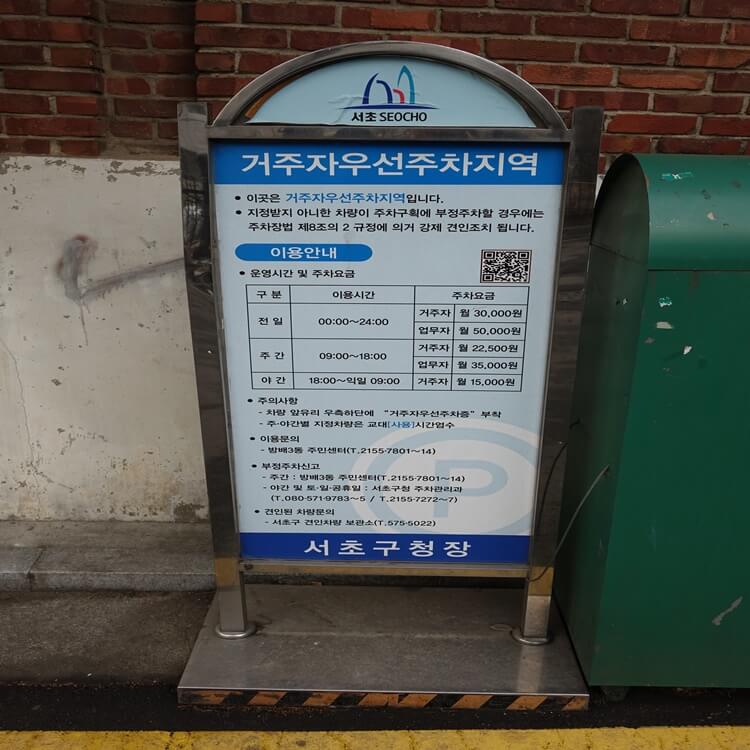 서초 SEOCHO
거주자우선주차지역
• 이곳은 거주자우선주차지역입니다.
• 지정받지 아니한 차량이 주차구획에 부정주차할 경우에는
주차장법 제8조의 2 규정에 의거 강제 견인조치 됩니다.
이용안내
• 운영시간 및 주차요금
구 분 이용시간 주차요금
전 일 00:00~24:00 거주자 월 30,000원
업무자 월 50,000원
주 간 09:00~18:00 거주자 월 22,500원
업무자 월 35,000원
야 간 18:00~익일 09:00 거주자 월 15,000원
• 주의사항
- 차량 앞유리 우측하단에 “거주자우선주차증” 부착
- 주·야간별 지정차량은 교대[사용]시간엄수
• 이용문의
- 방배3동 주민센터(T.2155-7801~14)
• 부정주차신고
- 주간 : 방배3동 주민센터(T.2155-7801~14)
- 야간 및 토·일·공휴일 : 서초구청 주차관리과
(T.080-571-9783~5 / T.2155-7272~7)
• 견인된 차량문의
- 서초구 견인차량 보관소(T.575-5022)
P
서초구청장